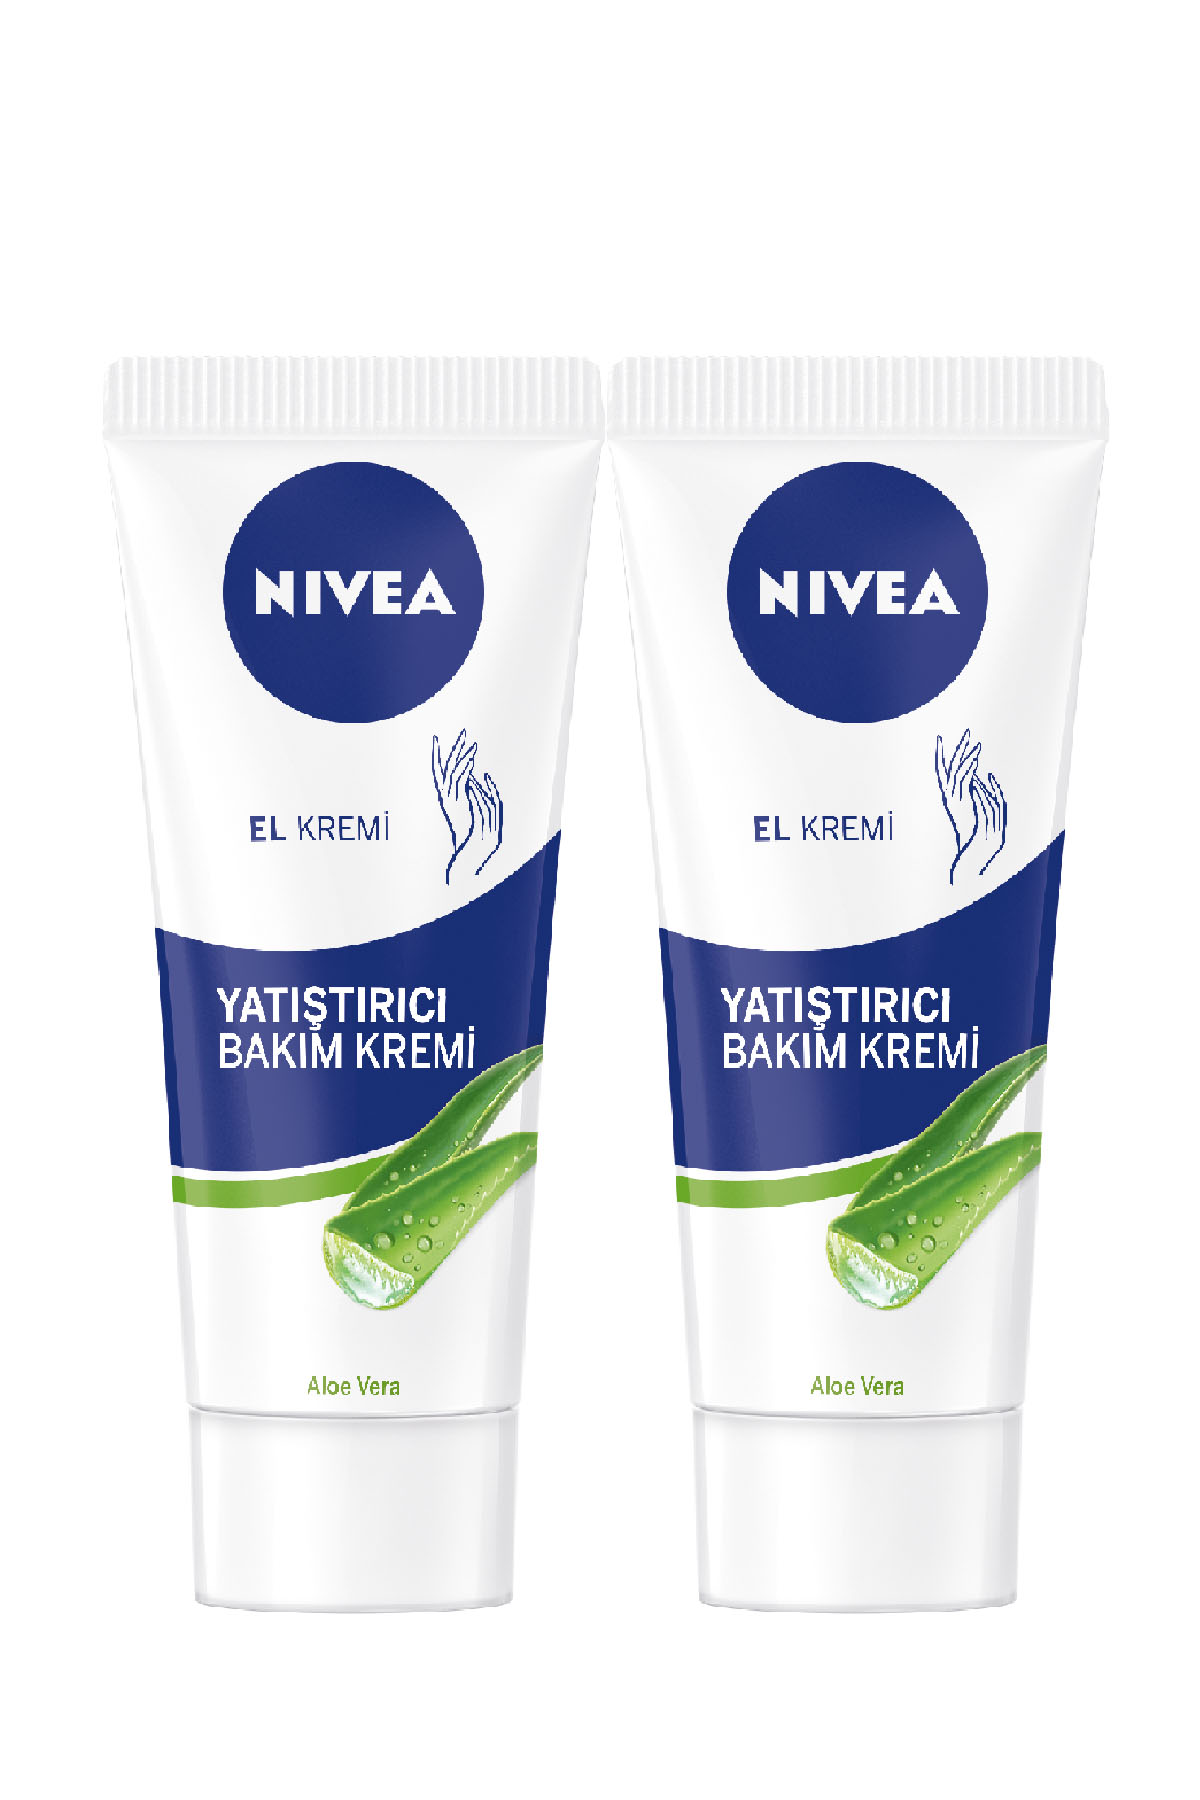 NIVEA
EL KREMİ
YATIŞTIRICI
BAKIM KREMİ
Aloe Vera
NIVEA
EL KREMİ
YATIŞTIRICI
BAKIM KREMİ
Aloe Vera